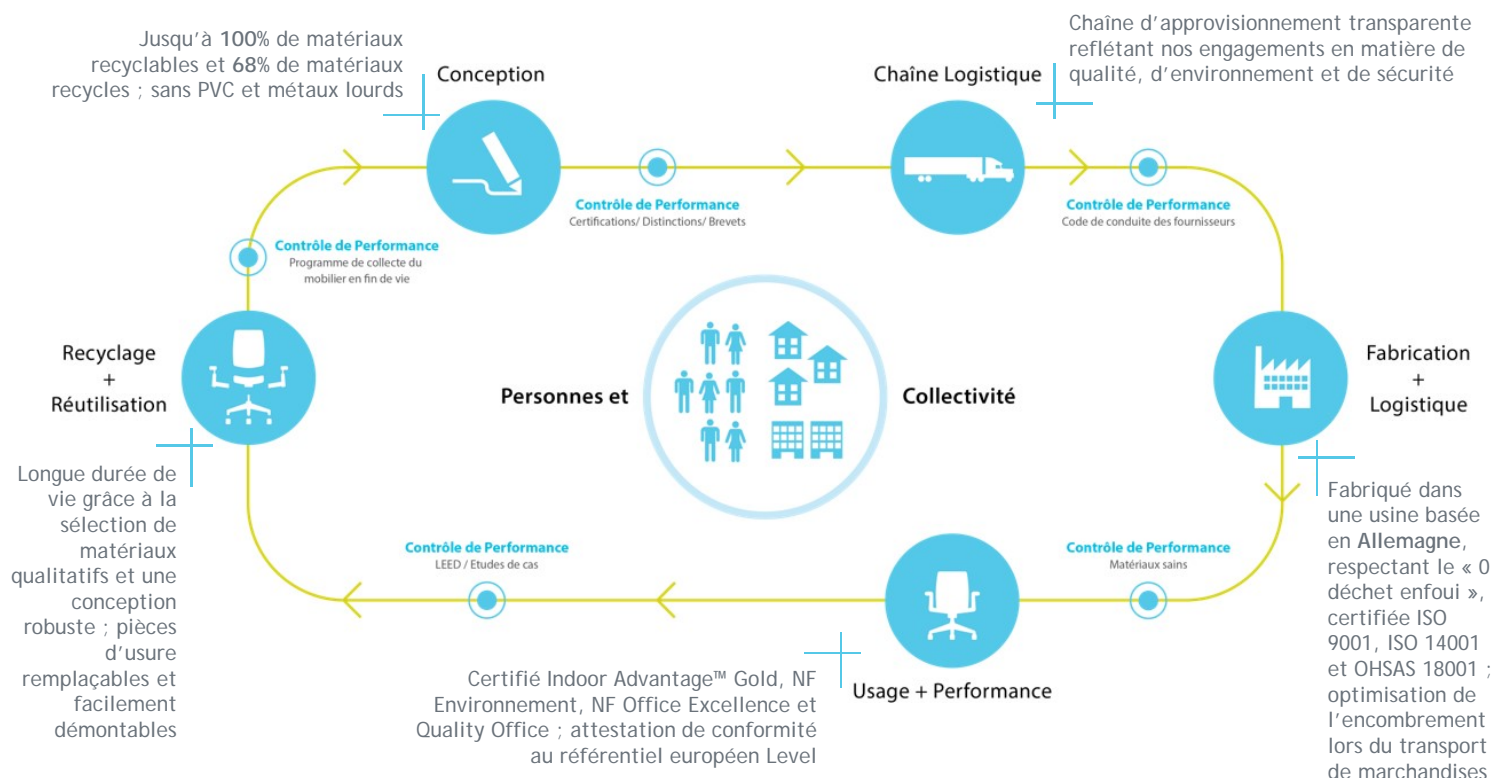 Jusqu'à 100% de matériaux
recyclables et 68% de matériaux
recycles ; sans PVC et métaux lourds
Conception
Chaîne Logistique
Chaîne d'approvisionnement transparente
reflétant nos engagements en matière de
qualité, d'environnement et de sécurité
Contrôle de Performance
Certifications/ Distinctions/ Brevets
Contrôle de Performance
Code de conduite des fournisseurs
Contrôle de Performance
Programme de collecte du
mobilier en fin de vie
Recyclage
+
Réutilisation
Personnes et
Collectivité
Fabrication
+
Logistique
Longue durée de
vie grâce à la
sélection de
matériaux
qualitatifs et une
conception
robuste ; pièces
d'usure
remplaçables et
facilement
démontables
Contrôle de Performance
LEED / Etudes de cas
Contrôle de Performance
Matériaux sains
Fabriqué dans
une usine basée
en Allemagne,
respectant le « 0
déchet enfoui »,
certifiée ISO
9001, ISO 14001
et OHSAS 18001 ;
optimisation de
l'encombrement
lors du transport
de marchandises
Usage + Performance
Certifié Indoor Advantage™ Gold, NF
Environnement, NF Office Excellence et
Quality Office ; attestation de conformité
au référentiel européen Level